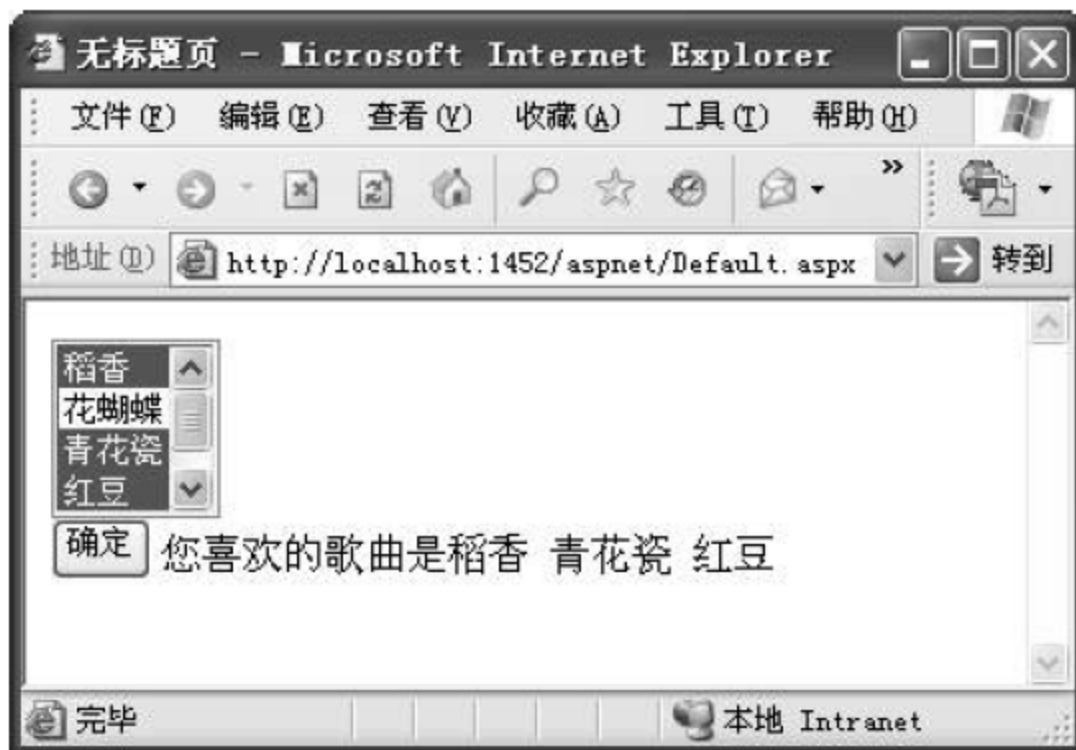 无标题页 - Microsoft Internet Explorer
文件(F) 编辑(E) 查看(V) 收藏(A) 工具(T) 帮助(H)
»
地址(D) http://localhost:1452/aspnet/Default.aspx 转到
稻香
花蝴蝶
青花瓷
红豆
确定 您喜欢的歌曲是稻香 青花瓷 红豆
完毕 本地 Intranet